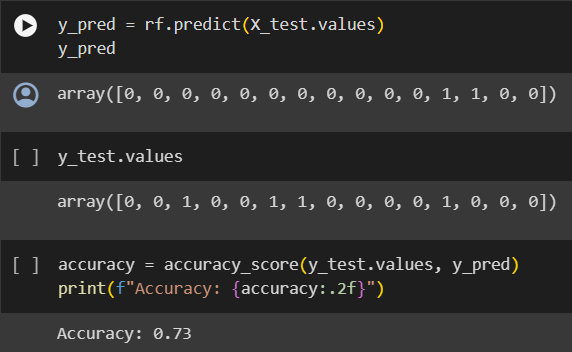 y_pred = rf.predict(X_test.values)
y_pred
array([0, 0, 0, 0, 0, 0, 0, 0, 0, 0, 0, 1, 1, 0, 0])
[ ] y_test.values
array([0, 0, 1, 0, 0, 1, 1, 0, 0, 0, 0, 1, 0, 0, 0])
[ ] accuracy = accuracy_score(y_test.values, y_pred)
print(f"Accuracy: {accuracy:.2f}")
Accuracy: 0.73